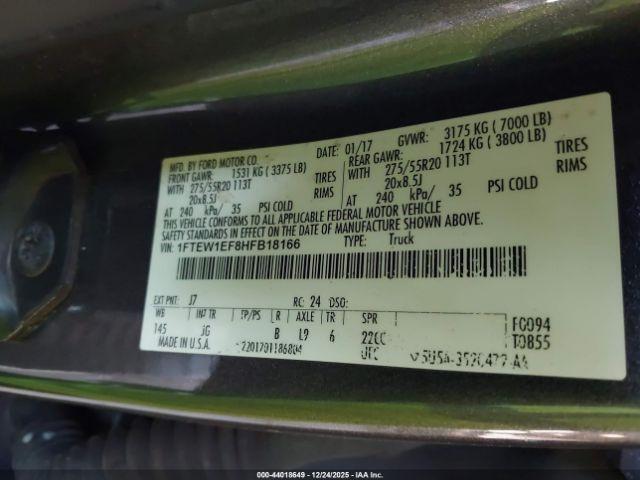 MFD. BY FORD MOTOR CO.
DATE: 01/17 GVWR: 3175 KG ( 7000 LB)
FRONT GAWR: 1531 KG ( 3375 LB) REAR GAWR: 1724 KG ( 3800 LB)
WITH 275/55R20 113T TIRES WITH 275/55R20 113T TIRES
20x8.5J RIMS 20x8.5J RIMS
AT 240 kPa/ 35 PSI COLD AT 240 kPa/ 35 PSI COLD
THIS VEHICLE CONFORMS TO ALL APPLICABLE FEDERAL MOTOR VEHICLE
SAFETY STANDARDS IN EFFECT ON THE DATE OF MANUFACTURE SHOWN ABOVE.
VIN: 1FTEW1EF8HFB18166 TYPE: Truck
EXT PNT: J7 RC: 24 DSO:
WB INT TR TP/PS R AXLE TR SPR
145 B L9 6 22CC F0094
MADE IN U.S.A. UTC T0855
00-44018649 - 12/24/2025 - IAA Inc.